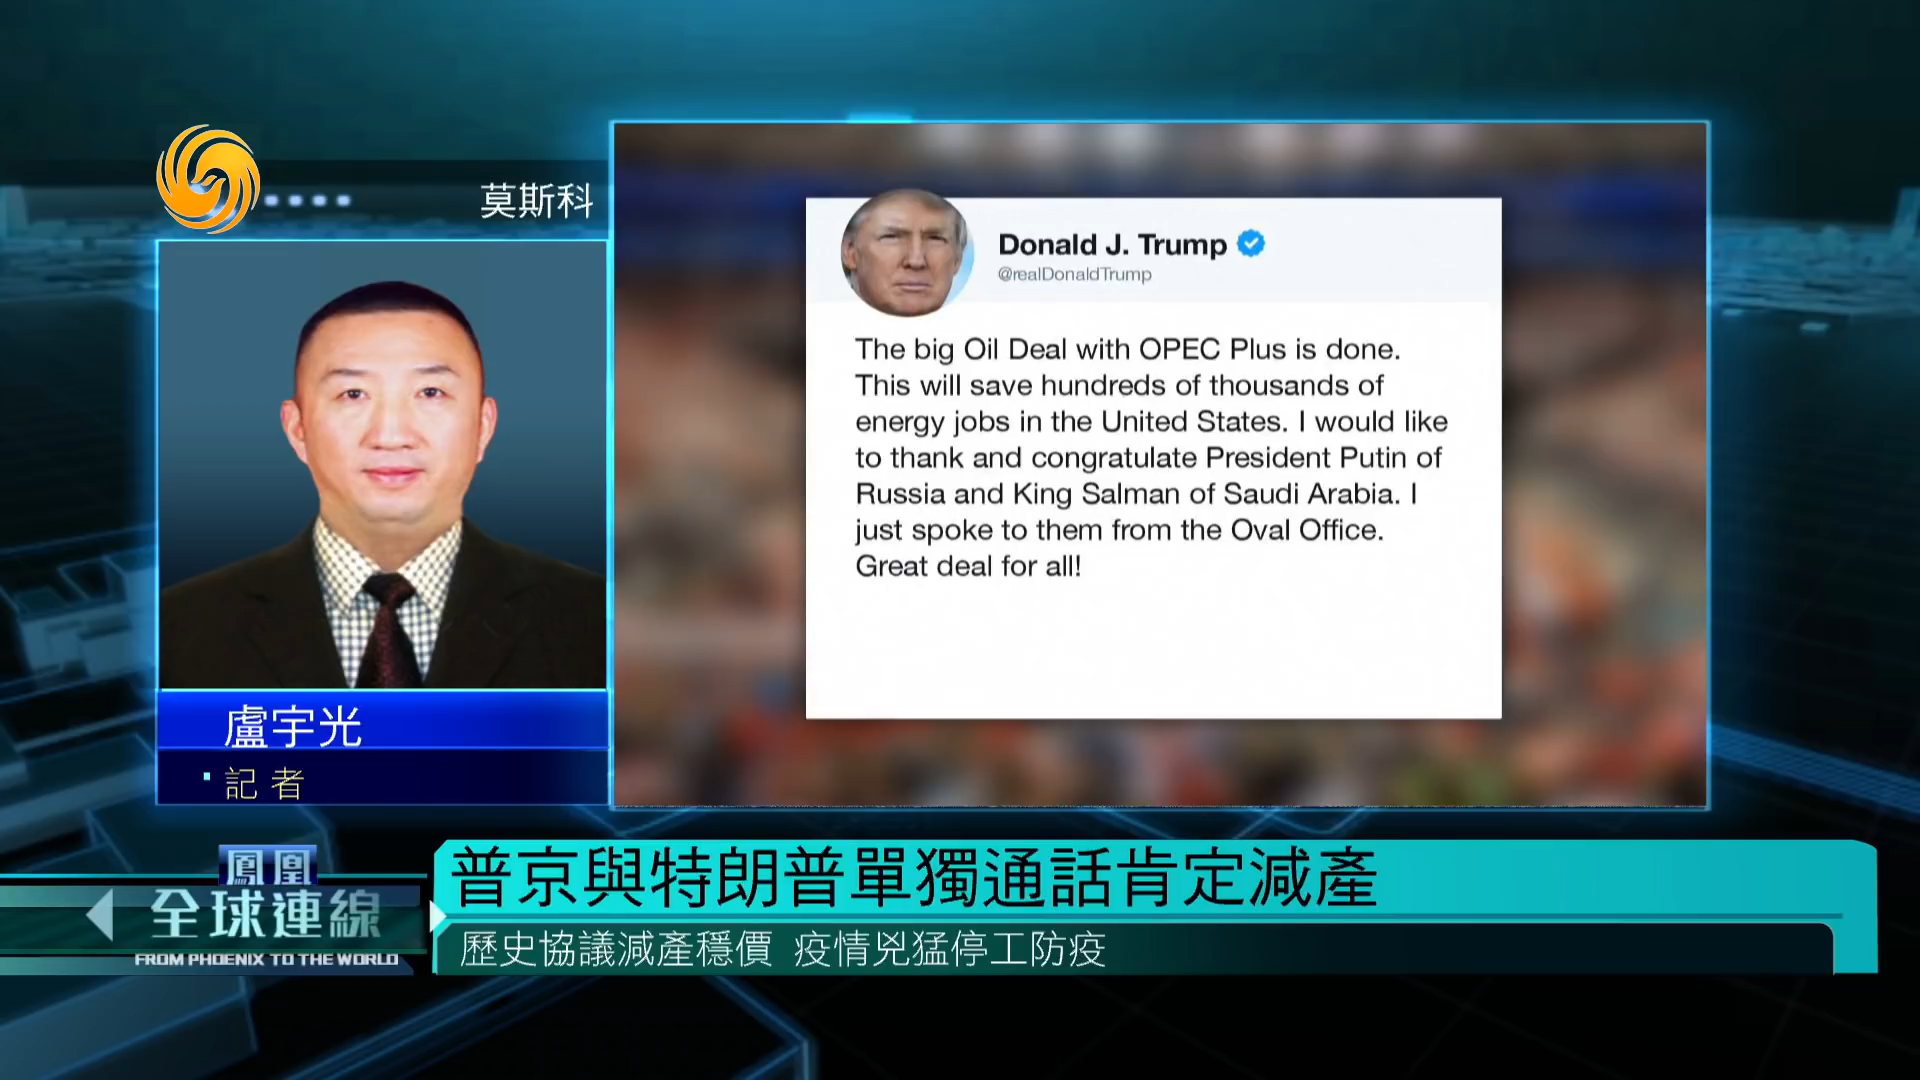 莫斯科
盧宇光
記者
Donald J. Trump
@realDonaldTrump
The big Oil Deal with OPEC Plus is done.
This will save hundreds of thousands of
energy jobs in the United States. I would like
to thank and congratulate President Putin of
Russia and King Salman of Saudi Arabia. I
just spoke to them from the Oval Office.
Great deal for all!
鳳凰
全球連線
FROM PHOENIX TO THE WORLD
普京與特朗普單獨通話肯定減產
歷史協議減產穩價 疫情兇猛停工防疫